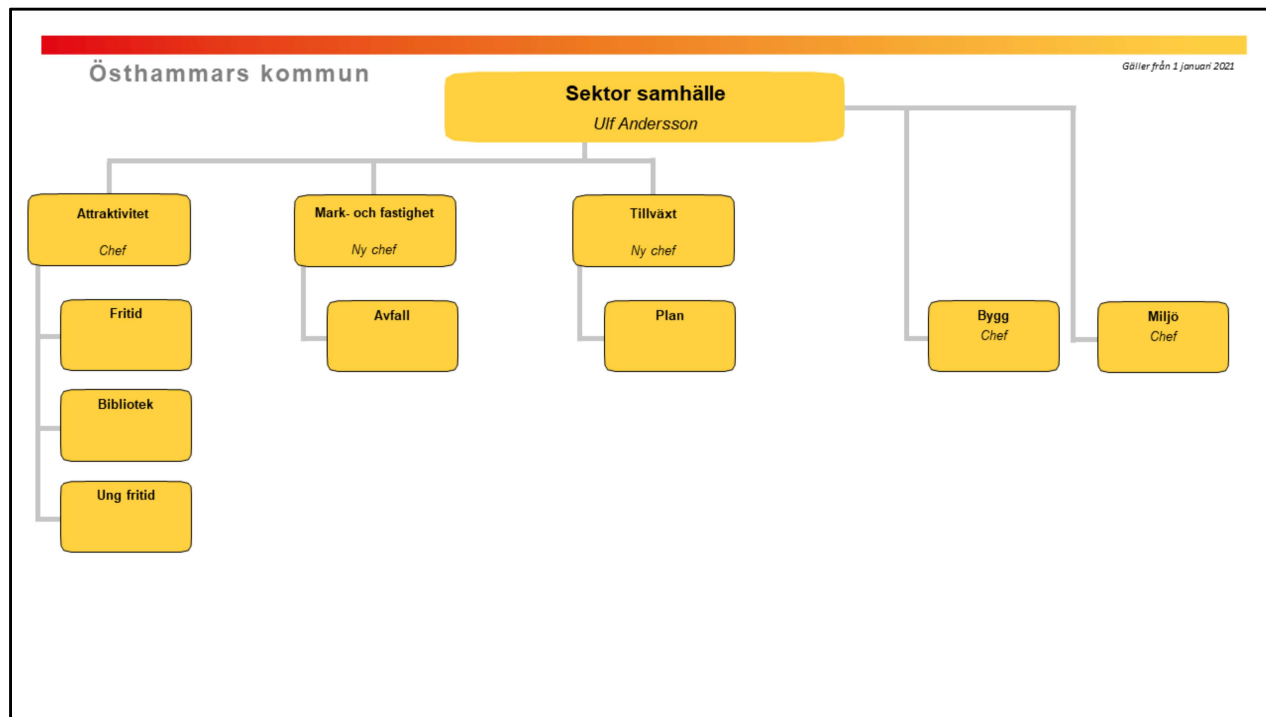 Östhammars kommun
Gäller från 1 januari 2021
Sektor samhälle
Ulf Andersson
Attraktivitet
Chef
Mark- och fastighet
Ny chef
Tillväxt
Ny chef
Fritid
Avfall
Plan
Bygg
Chef
Miljö
Chef
Bibliotek
Ung fritid